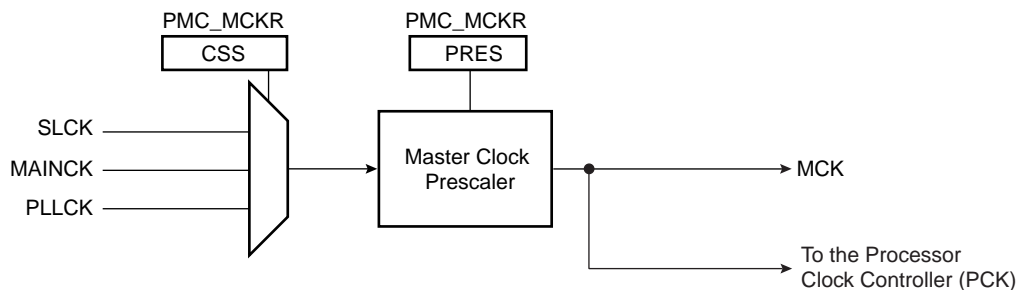 PMC_MCKR
PMC_MCKR
CSS
PRES
SLCK
MAINCK
PLLCK
Master Clock
Prescaler
MCK
To the Processor
Clock Controller (PCK)